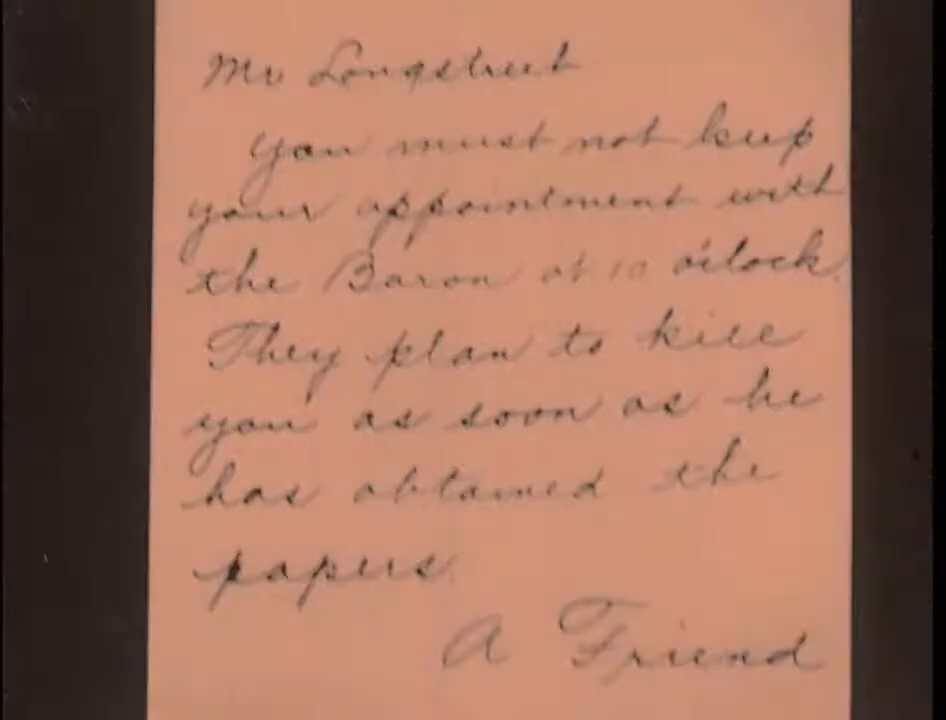 Mr Longstreet
You must not keep
your appointment with
the Baron at 10 o'clock.
They plan to kill
you as soon as he
has obtained the
papers.
A Friend